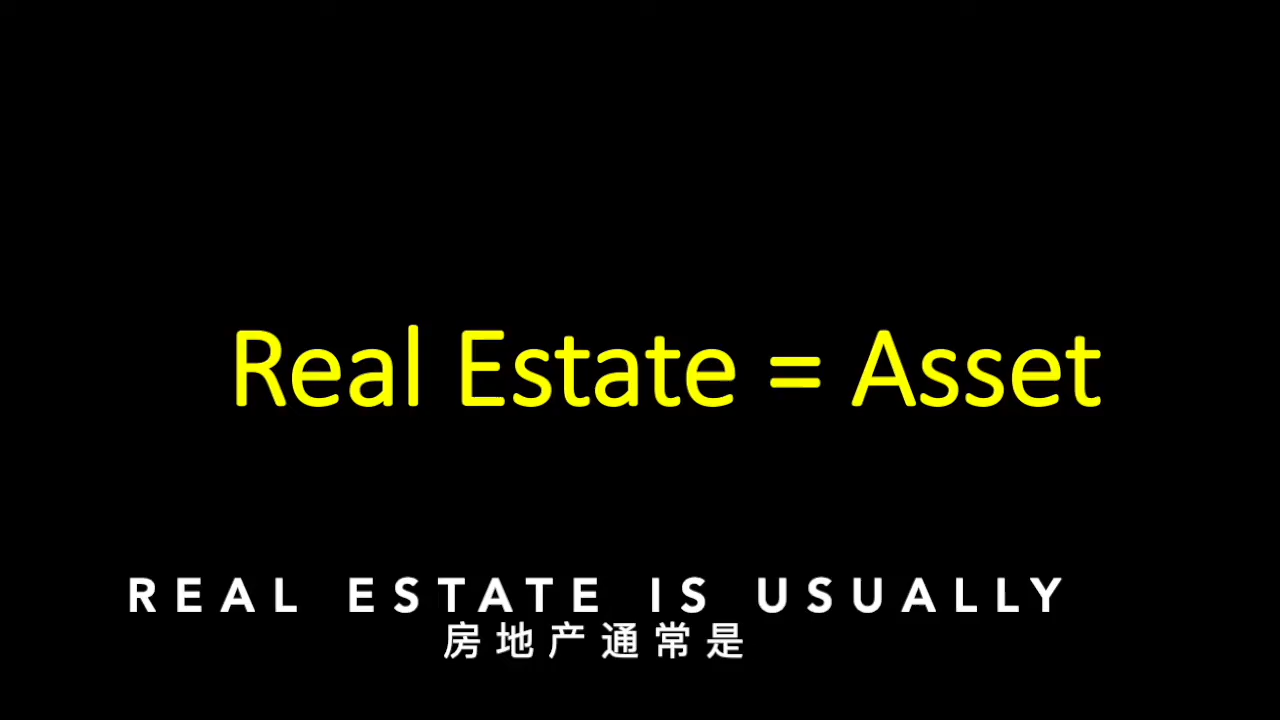 Real Estate = Asset
REAL ESTATE IS USUALLY
房地产通常是